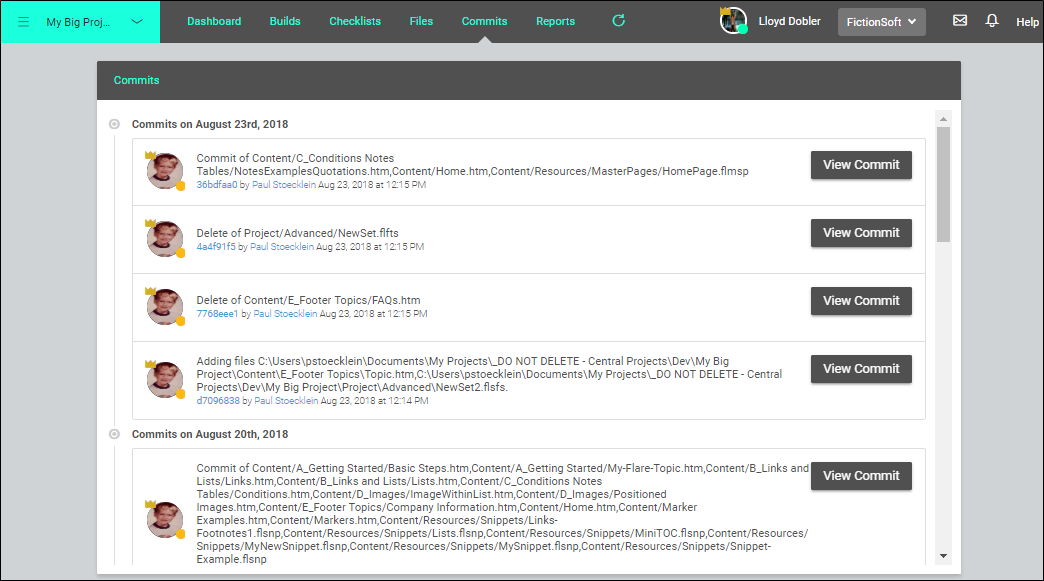 My Big Proj...
Dashboard
Builds
Checklists
Files
Commits
Reports
Lloyd Dobler
FictionSoft
Help
Commits
Commits on August 23rd, 2018
Commit of Content/C_Conditions Notes
Tables/NotesExamplesQuotations.htm,Content/Home.htm,Content/Resources/MasterPages/HomePage.flmsp
36bdfaa0 by Paul Stoecklein Aug 23, 2018 at 12:15 PM
View Commit
Delete of Project/Advanced/NewSet.flfts
4a4f91f5 by Paul Stoecklein Aug 23, 2018 at 12:15 PM
View Commit
Delete of Content/E_Footer Topics/FAQs.htm
7768eee1 by Paul Stoecklein Aug 23, 2018 at 12:15 PM
View Commit
Adding files C:\Users\pstoecklein\Documents\My Projects\_DO NOT DELETE - Central Projects\Dev\My Big
Project\Content\E_Footer Topics\Topic.htm,C:\Users\pstoecklein\Documents\My Projects\_DO NOT DELETE - Central
Projects\Dev\My Big Project\Project\Advanced\NewSet2.flsfs.
d7096838 by Paul Stoecklein Aug 23, 2018 at 12:14 PM
View Commit
Commits on August 20th, 2018
Commit of Content/A_Getting Started/Basic Steps.htm,Content/A_Getting Started/My-Flare-Topic.htm,Content/B_Links and
Lists/Links.htm,Content/B_Links and Lists/Lists.htm,Content/C_Conditions Notes
Tables/Conditions.htm,Content/D_Images/ImageWithinList.htm,Content/D_Images/Positioned
Images.htm,Content/E_Footer Topics/Company Information.htm,Content/Home.htm,Content/Marker
Examples.htm,Content/Markers.htm,Content/Resources/Snippets/Links-
Footnotes1.flsnp,Content/Resources/Snippets/Lists.flsnp,Content/Resources/Snippets/MiniTOC.flsnp,Content/Resources/
Snippets/MyNewSnippet.flsnp,Content/Resources/Snippets/MySnippet.flsnp,Content/Resources/Snippets/Snippet-
Example.flsnp
View Commit